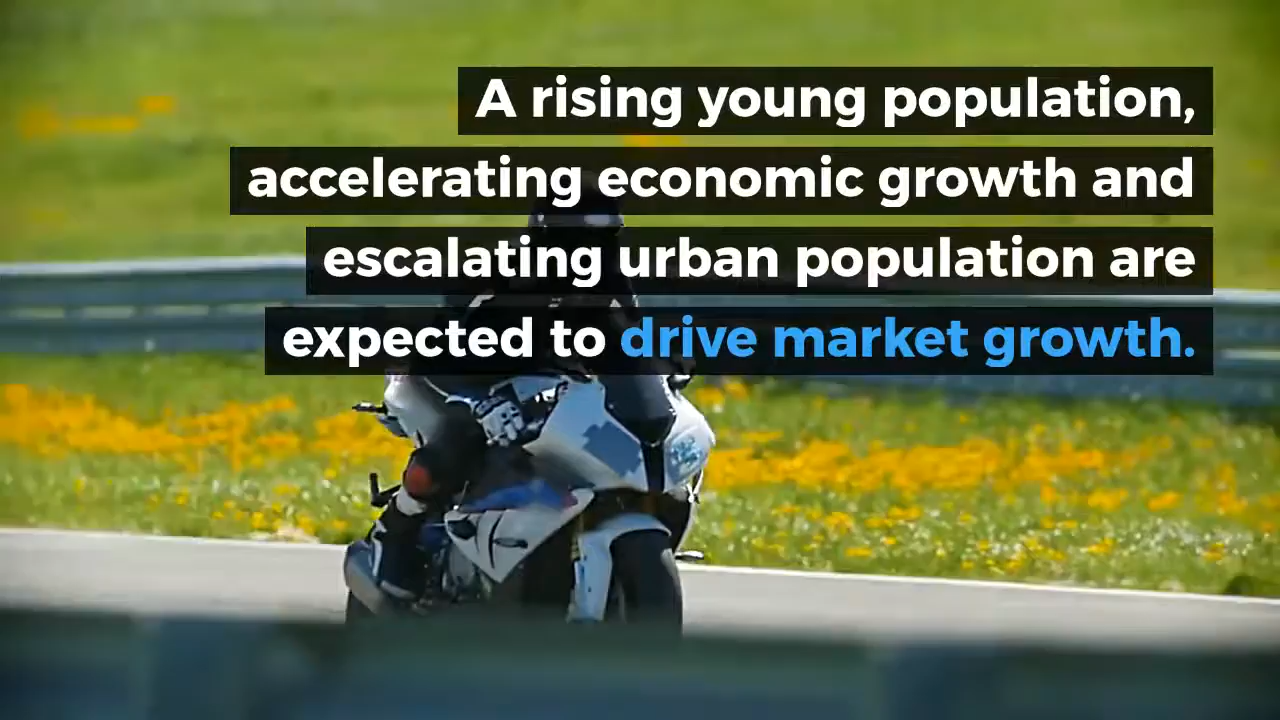 A rising young population,
accelerating economic growth and
escalating urban population are
expected to drive market growth.